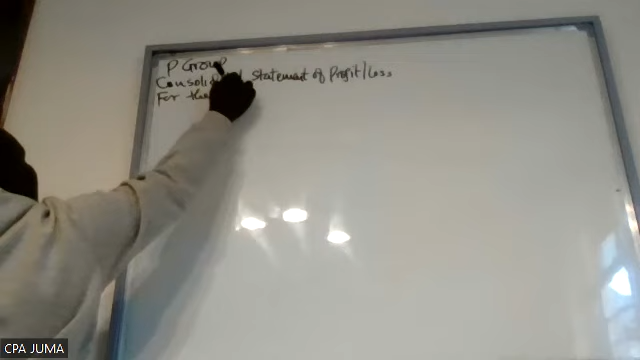 P Group
Consolidated statement of Profit/Loss
For the
CPA JUMA